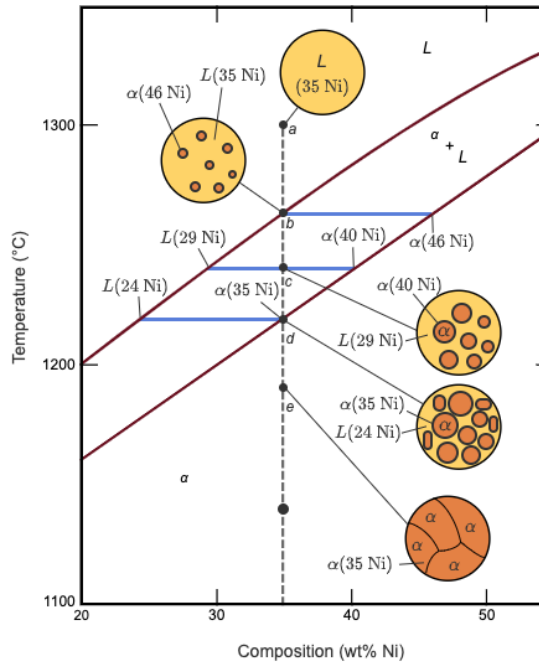 L
L
(35 Ni)
L(35 Ni)
α(46 Ni)
1300
a
α
+
L
b
L(29 Ni)
α(40 Ni)
α(46 Ni)
L(24 Ni)
c
α(35 Ni)
α(40 Ni)
α
L(29 Ni)
d
1200
e
α(35 Ni)
α
L(24 Ni)
α
α
α
α
α
α(35 Ni)
1100
20
30
40
50
Temperature (°C)
Composition (wt% Ni)